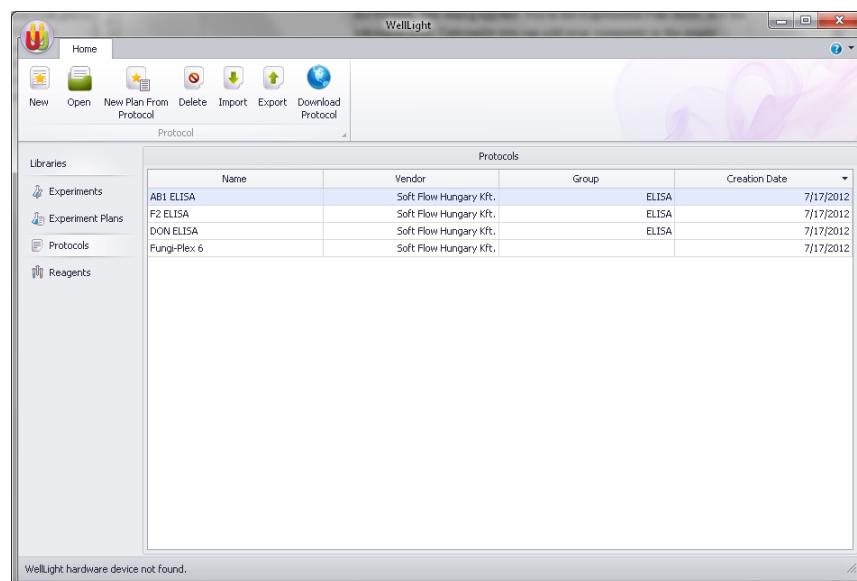 WellLight
Home
New
Open
New Plan From
Protocol
Delete
Import
Export
Download
Protocol
Protocol
Libraries
Experiments
Experiment Plans
Protocols
Reagents
Protocols
Name Vendor Group Creation Date
AB1 ELISA Soft Flow Hungary Kft. ELISA 7/17/2012
F2 ELISA Soft Flow Hungary Kft. ELISA 7/17/2012
DON ELISA Soft Flow Hungary Kft. ELISA 7/17/2012
Fungi-Plex 6 Soft Flow Hungary Kft. 7/17/2012
WellLight hardware device not found.